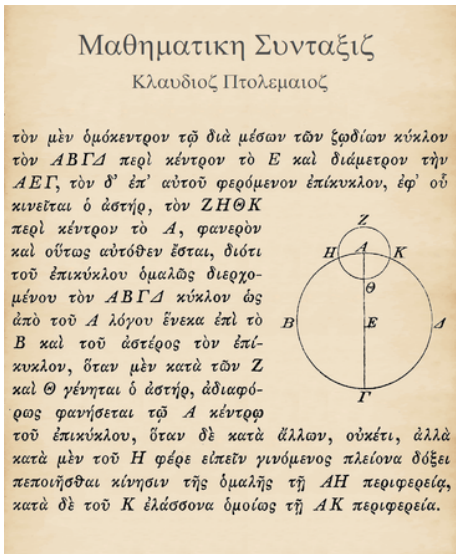 Μαθηματικη Συνταξιζ
Κλαυδιοζ Πτολεμαιοζ
τὸν μὲν ὁμόκεντρον τῷ διὰ μέσων τῶν ζῳδίων κύκλον
τὸν ΑΒΓΔ περὶ κέντρον τὸ Ε καὶ διάμετρον τὴν
ΑΕΓ, τὸν δ' ἐπ' αὐτοῦ φερόμενον ἐπίκυκλον, ἐφ' οὗ
κινεῖται ὁ ἀστήρ, τὸν ΖΗΘΚ
περὶ κέντρον τὸ Α, φανερὸν
καὶ οὕτως αὐτόθεν ἔσται, διότι
τοῦ ἐπικύκλου ὁμαλῶς διερχο-
μένου τὸν ΑΒΓΔ κύκλον ὡς
ἀπὸ τοῦ Α λόγου ἕνεκα ἐπὶ τὸ
Β καὶ τοῦ ἀστέρος τὸν ἐπί-
κυκλον, ὅταν μὲν κατὰ τῶν Ζ
καὶ Θ γένηται ὁ ἀστήρ, ἀδιαφό-
ρως φανήσεται τῷ Α κέντρῳ
τοῦ ἐπικύκλου, ὅταν δὲ κατὰ ἄλλων, οὐκέτι, ἀλλὰ
κατὰ μὲν τοῦ Η φέρε εἰπεῖν γινόμενος πλείονα δόξει
πεποιῆσθαι κίνησιν τῆς ὁμαλῆς τῇ ΑΗ περιφερείᾳ,
κατὰ δὲ τοῦ Κ ἐλάσσονα ὁμοίως τῇ ΑΚ περιφερείᾳ.
Ζ
Η Α Κ
Θ
Β Ε Δ
Γ